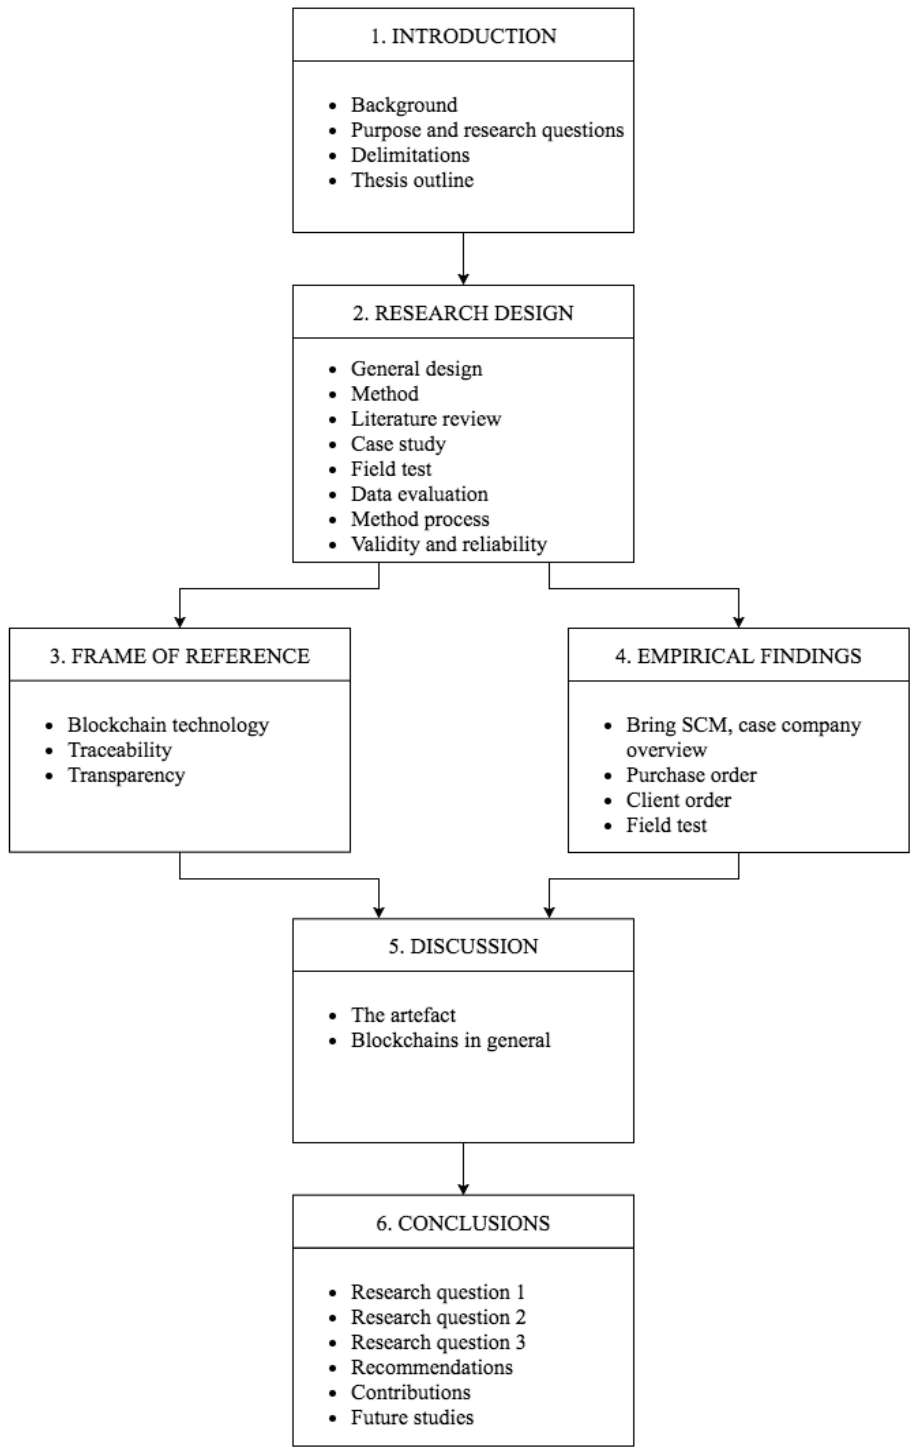 1. INTRODUCTION
• Background
• Purpose and research questions
• Delimitations
• Thesis outline
2. RESEARCH DESIGN
• General design
• Method
• Literature review
• Case study
• Field test
• Data evaluation
• Method process
• Validity and reliability
3. FRAME OF REFERENCE
• Blockchain technology
• Traceability
• Transparency
4. EMPIRICAL FINDINGS
• Bring SCM, case company
overview
• Purchase order
• Client order
• Field test
5. DISCUSSION
• The artefact
• Blockchains in general
6. CONCLUSIONS
• Research question 1
• Research question 2
• Research question 3
• Recommendations
• Contributions
• Future studies